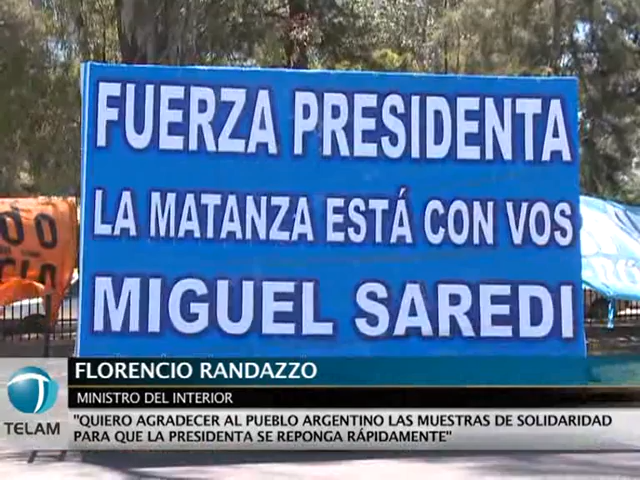 FUERZA PRESIDENTA
LA MATANZA ESTÁ CON VOS
MIGUEL SAREDI
FLORENCIO RANDAZZO
MINISTRO DEL INTERIOR
TELAM
"QUIERO AGRADECER AL PUEBLO ARGENTINO LAS MUESTRAS DE SOLIDARIDAD
PARA QUE LA PRESIDENTA SE REPONGA RÁPIDAMENTE"